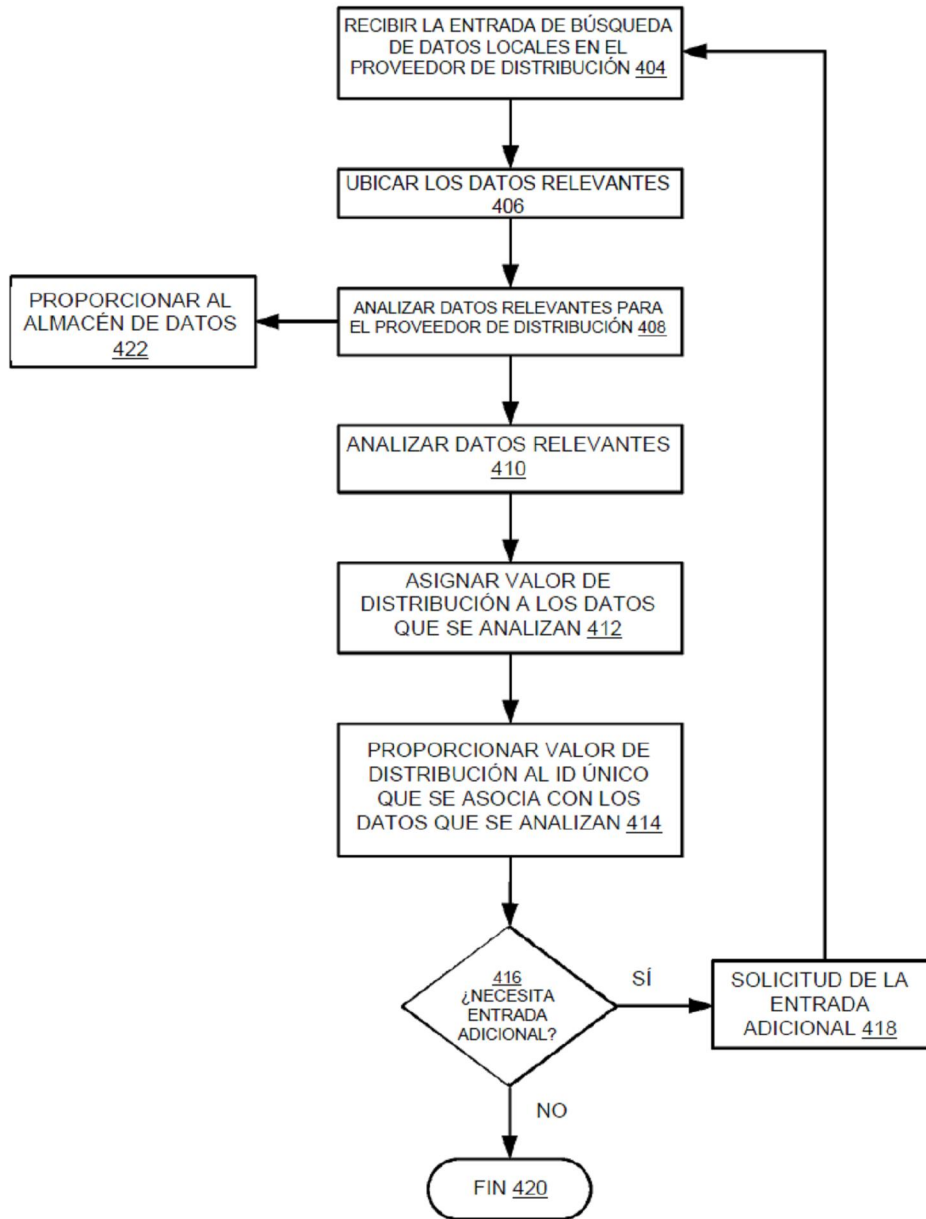 RECIBIR LA ENTRADA DE BÚSQUEDA
DE DATOS LOCALES EN EL
PROVEEDOR DE DISTRIBUCIÓN 404
UBICAR LOS DATOS RELEVANTES
406
PROPORCIONAR AL
ALMACÉN DE DATOS
422
ANALIZAR DATOS RELEVANTES PARA
EL PROVEEDOR DE DISTRIBUCIÓN 408
ANALIZAR DATOS RELEVANTES
410
ASIGNAR VALOR DE
DISTRIBUCIÓN A LOS DATOS
QUE SE ANALIZAN 412
PROPORCIONAR VALOR DE
DISTRIBUCIÓN AL ID ÚNICO
QUE SE ASOCIA CON LOS
DATOS QUE SE ANALIZAN 414
416
¿NECESITA
ENTRADA
ADICIONAL?
SÍ
SOLICITUD DE LA
ENTRADA
ADICIONAL 418
NO
FIN 420